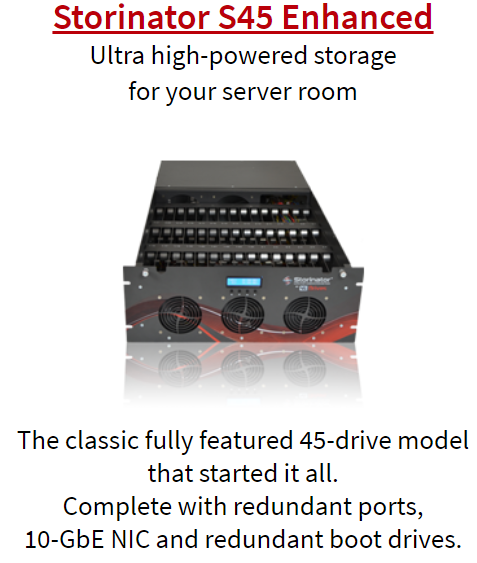 Storinator S45 Enhanced
Ultra high-powered storage
for your server room
Storinator
The classic fully featured 45-drive model
that started it all.
Complete with redundant ports,
10-GbE NIC and redundant boot drives.